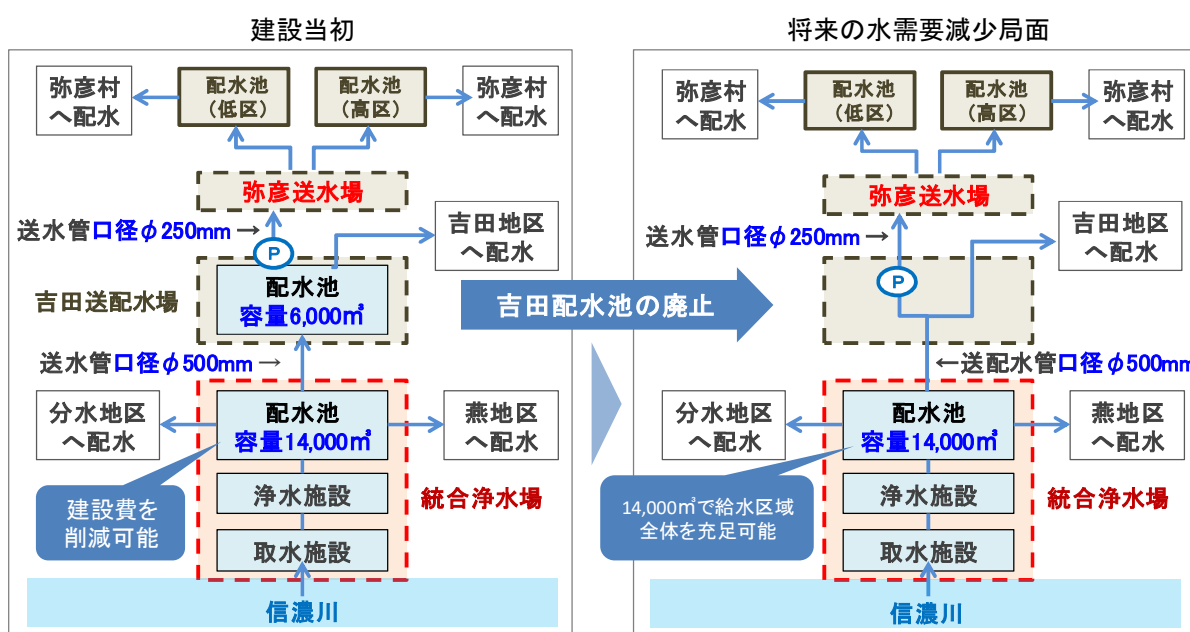 建設当初
弥彦村
へ配水
配水池
(低区)
配水池
(高区)
弥彦村
へ配水
弥彦送水場
送水管口径φ250mm→
吉田地区
へ配水
P
吉田送配水場
配水池
容量6,000㎥
送水管口径φ500mm→
分水地区
へ配水
配水池
容量14,000㎥
燕地区
へ配水
建設費を
削減可能
浄水施設
統合浄水場
取水施設
信濃川
吉田配水池の廃止
将来の水需要減少局面
弥彦村
へ配水
配水池
(低区)
配水池
(高区)
弥彦村
へ配水
弥彦送水場
送水管口径φ250mm→
吉田地区
へ配水
P
←送配水管口径φ500mm
分水地区
へ配水
配水池
容量14,000㎥
燕地区
へ配水
14,000㎥で給水区域
全体を充足可能
浄水施設
統合浄水場
取水施設
信濃川